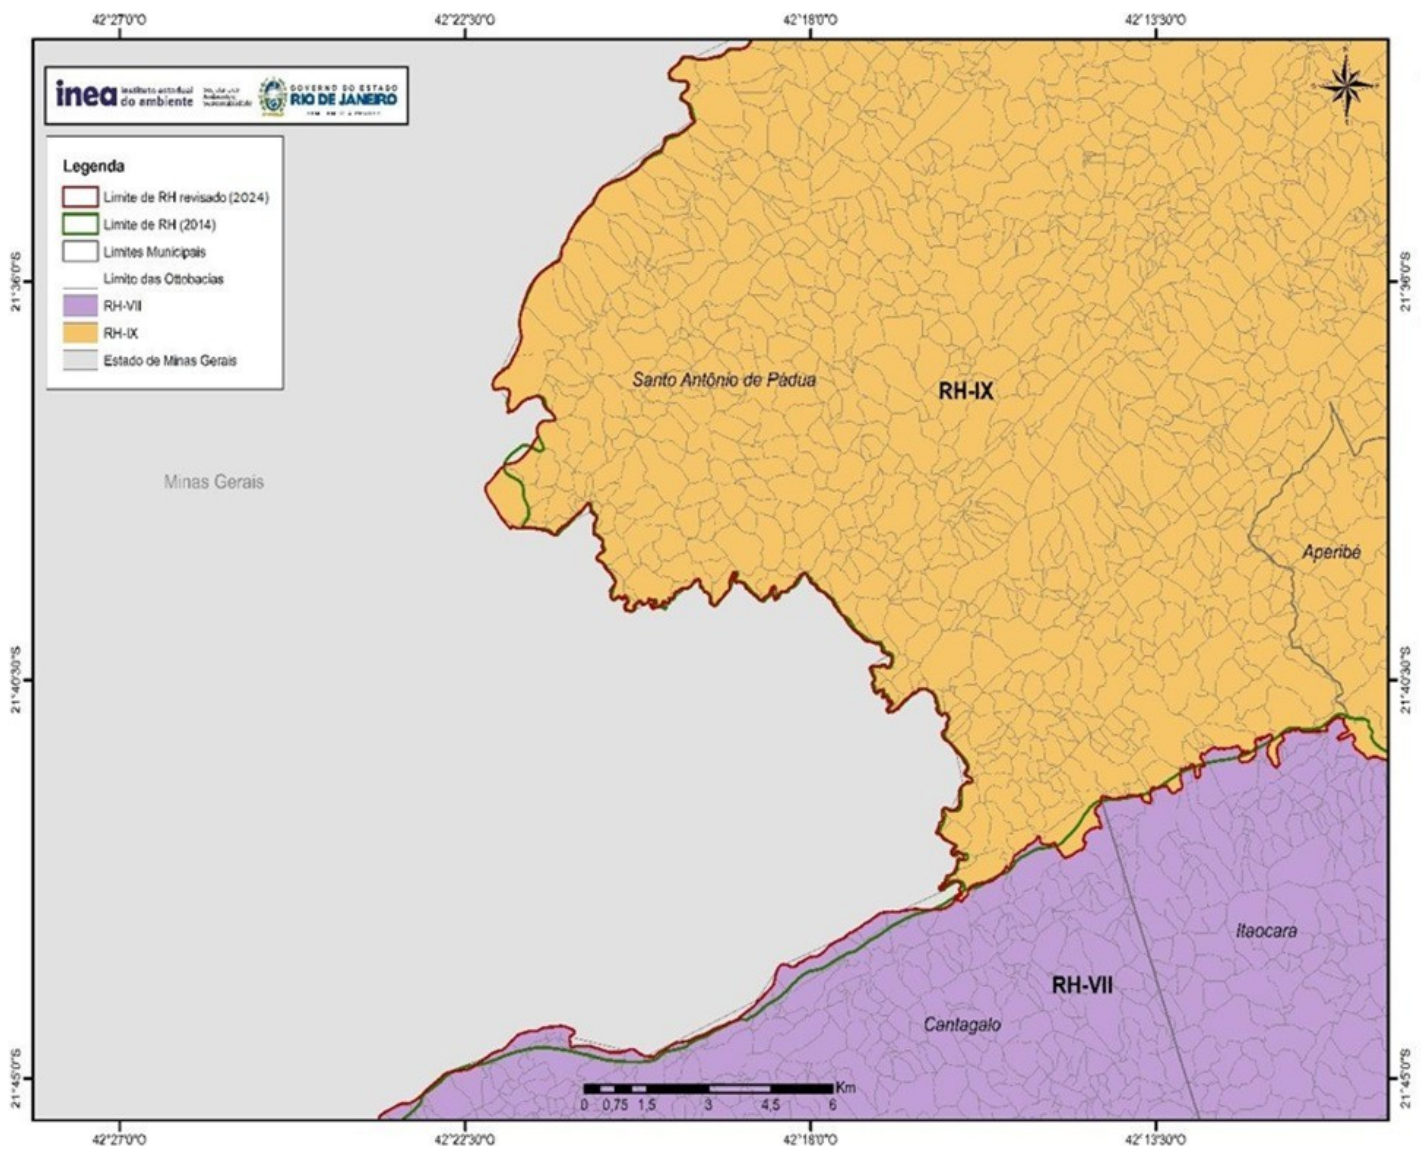 42°27'0"O 42°22'30"O 42°18'0"O 42°13'30"O
inea instituto estadual do ambiente
GOVERNO DO ESTADO
RIO DE JANEIRO
Legenda
Limite de RH revisado (2024)
Limite de RH (2014)
Limites Municipais
Limite das Ottobacias
RH-VII
RH-IX
Estado de Minas Gerais
21°36'0"S
21°36'0"S
Santo Antônio de Pádua
RH-IX
Minas Gerais
Aperibé
21°40'30"S
21°40'30"S
Itaocara
RH-VII
Cantagalo
21°45'0"S
21°45'0"S
Km
0 0,75 1,5 3 4,5 6
42°27'0"O 42°22'30"O 42°18'0"O 42°13'30"O